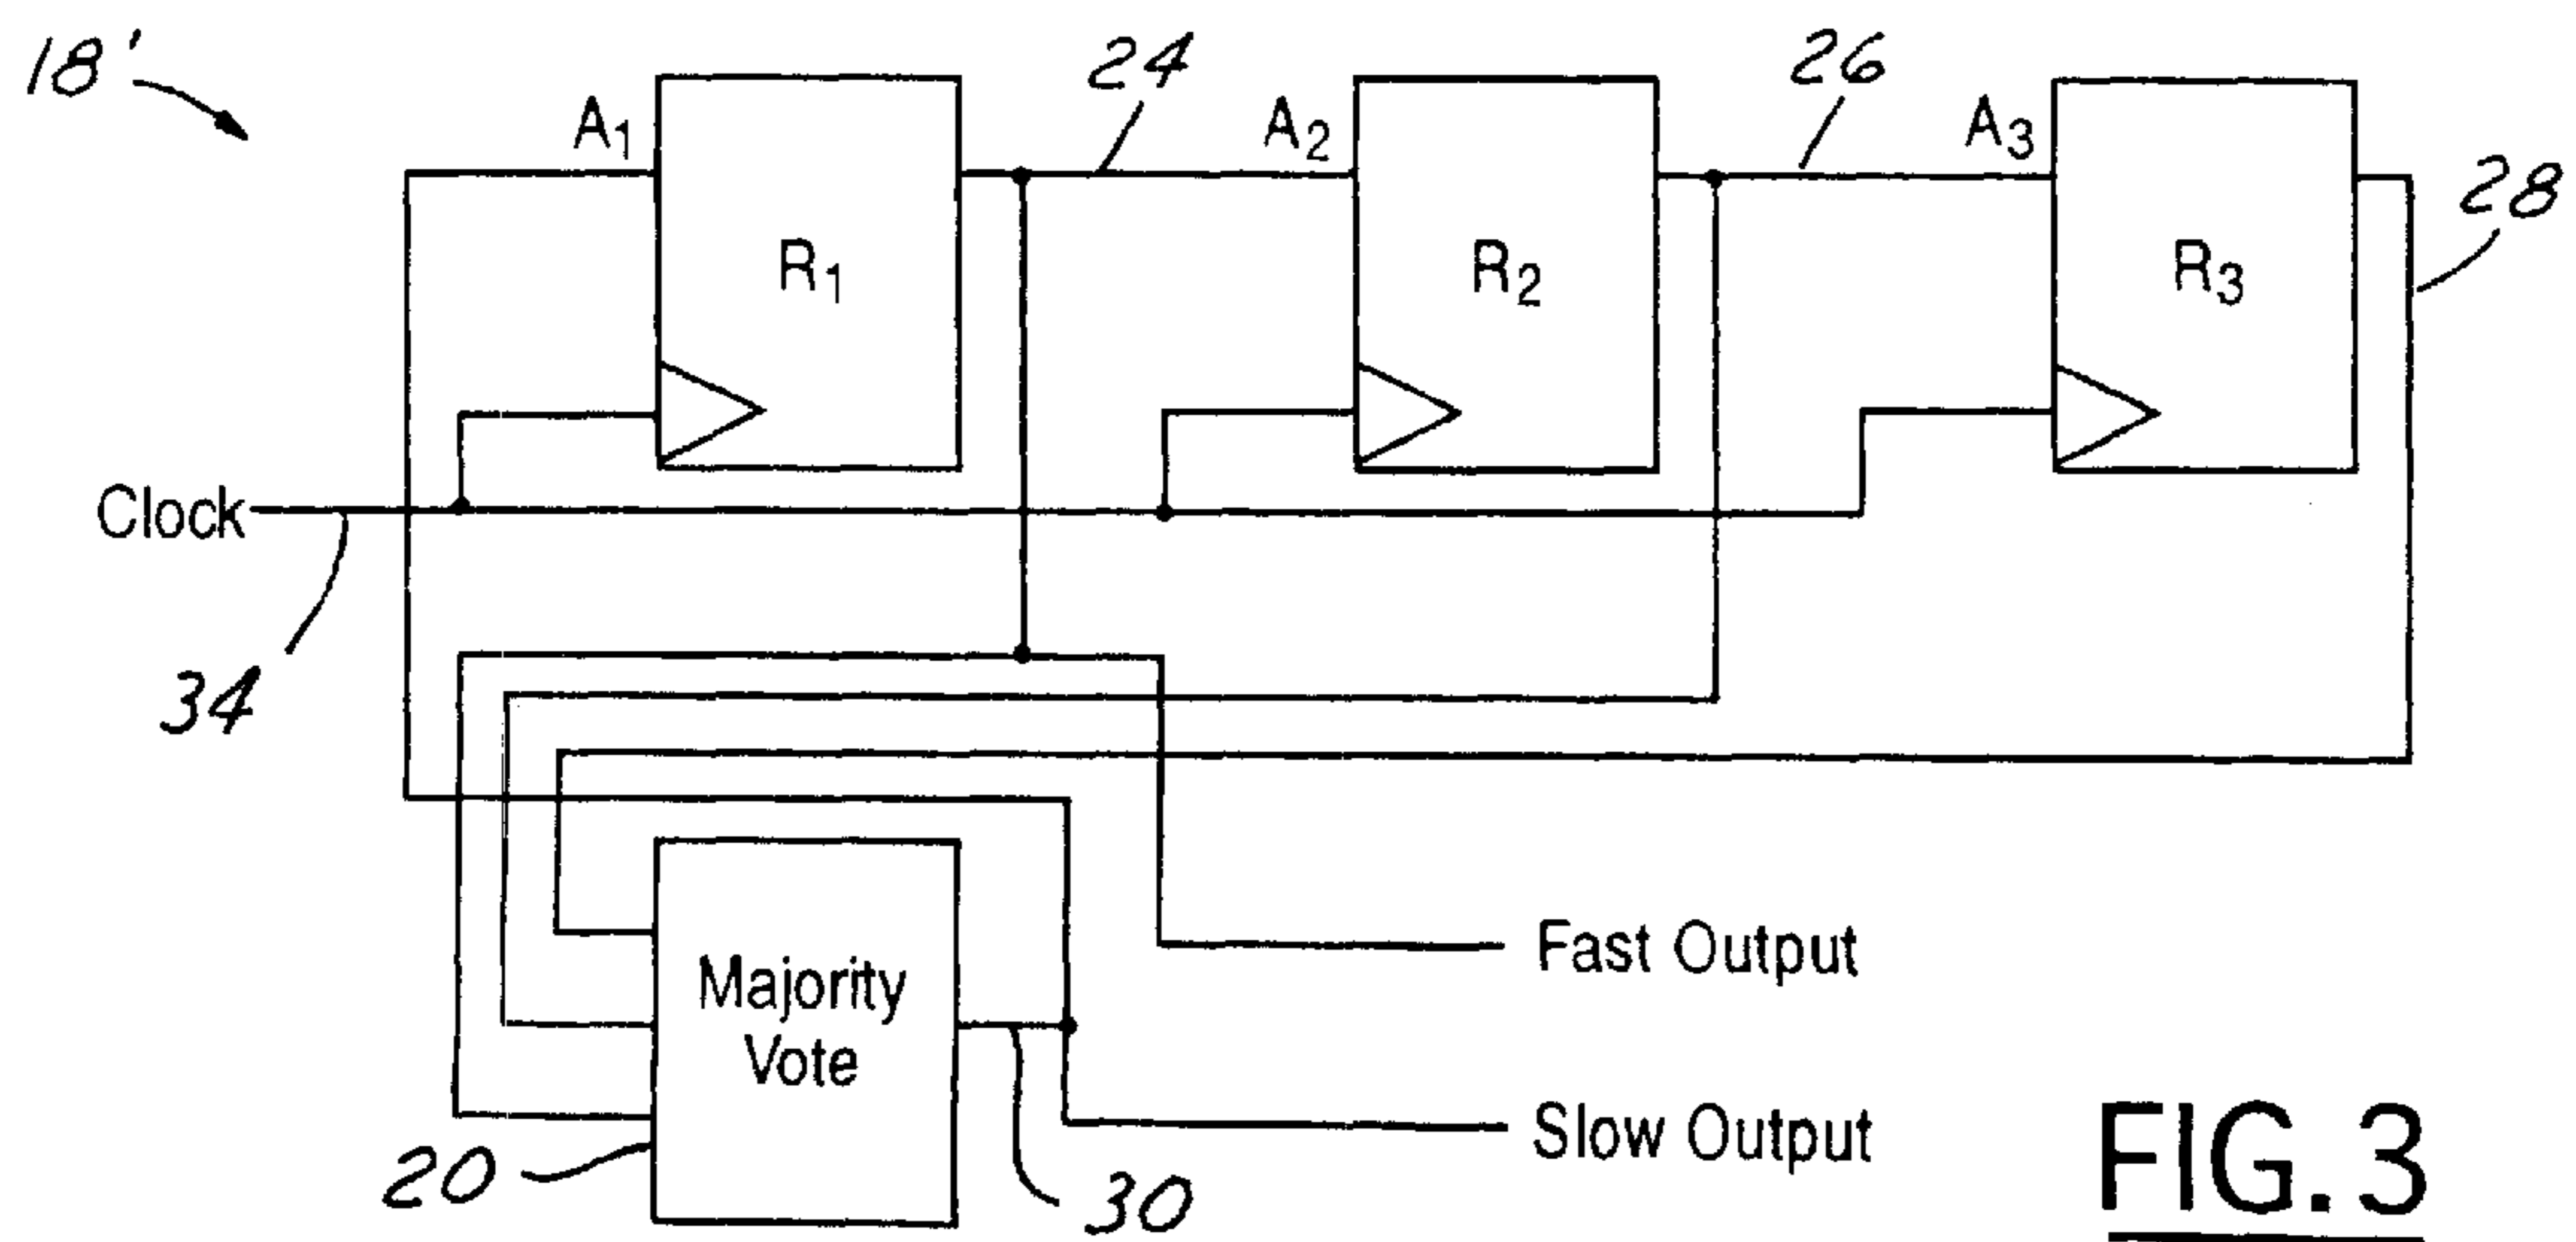 18'
24
26
28
A1
R1
A2
R2
A3
R3
Clock
34
Majority
Vote
20
30
Fast Output
Slow Output
FIG. 3